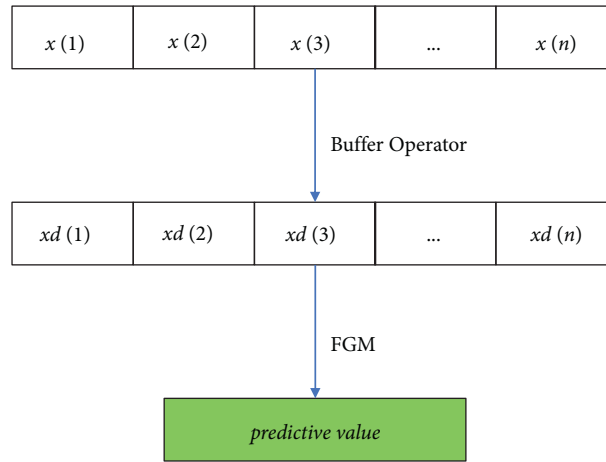 x (1) x (2) x (3) ... x (n)
Buffer Operator
xd (1) xd (2) xd (3) ... xd (n)
FGM
predictive value